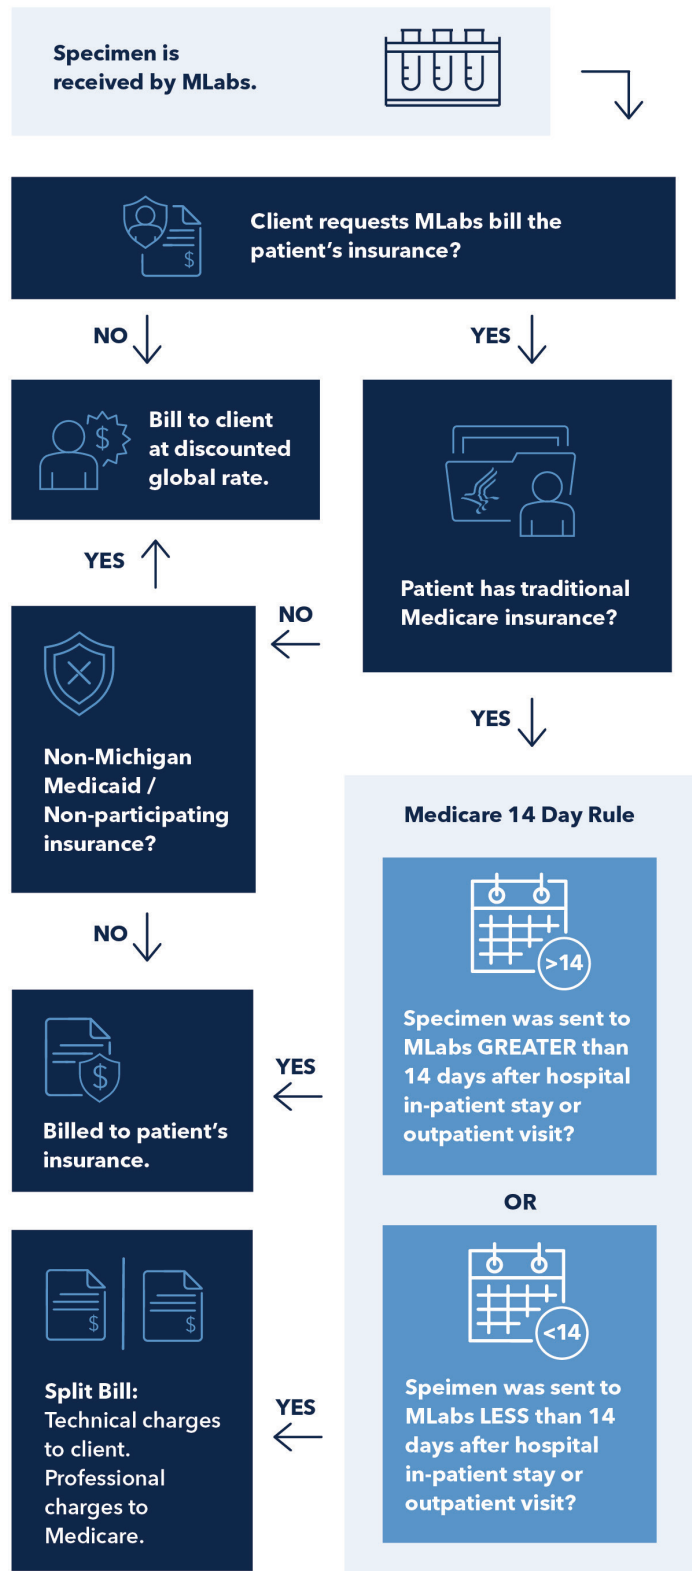 Specimen is
received by MLabs.
Client requests MLabs bill the
patient’s insurance?
$
NO
YES
Bill to client
at discounted
global rate.
$
YES
Patient has traditional
Medicare insurance?
NO
Non-Michigan
Medicaid /
Non-participating
insurance?
YES
NO
Medicare 14 Day Rule
>14
Specimen was sent to
MLabs GREATER than
14 days after hospital
in-patient stay or
outpatient visit?
YES
$
Billed to patient’s
insurance.
OR
<14
Speimen was sent to
MLabs LESS than 14
days after hospital
in-patient stay or
outpatient visit?
YES
$ $
Split Bill:
Technical charges
to client.
Professional
charges to
Medicare.